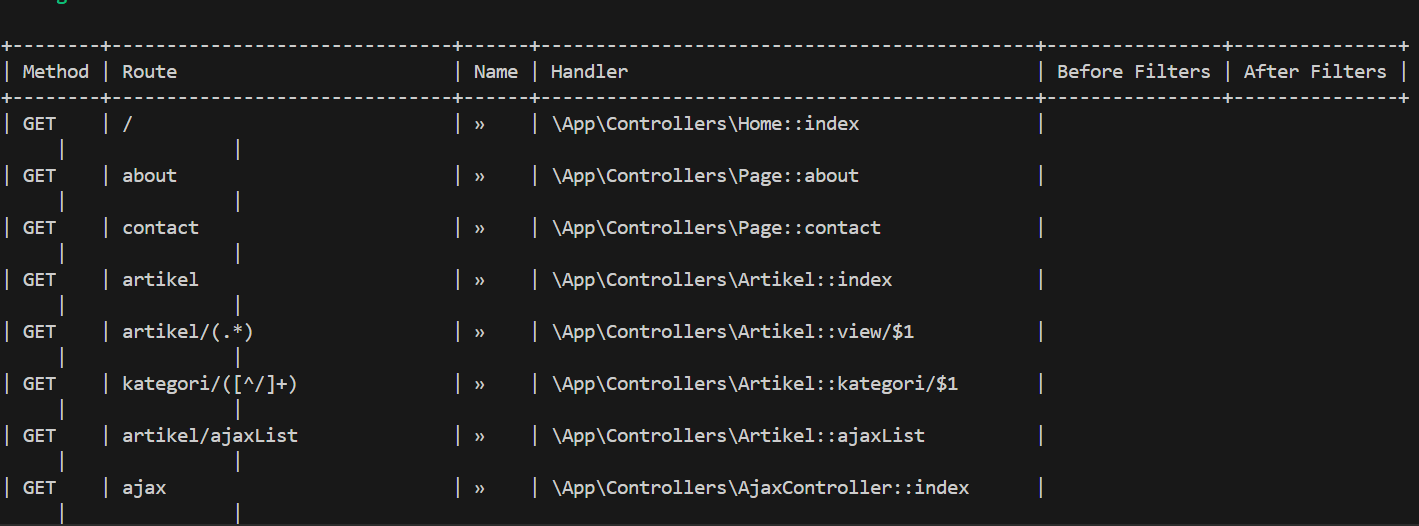 +--------+-------------------------------+------+---------------------------------------------+----------------+---------------+
| Method | Route                         | Name | Handler                                     | Before Filters | After Filters |
+--------+-------------------------------+------+---------------------------------------------+----------------+---------------+
| GET    | /                             | »    | \App\Controllers\Home::index                |
     |               |
| GET    | about                         | »    | \App\Controllers\Page::about                |
     |               |
| GET    | contact                       | »    | \App\Controllers\Page::contact              |
     |               |
| GET    | artikel                       | »    | \App\Controllers\Artikel::index             |
     |               |
| GET    | artikel/(.*)                  | »    | \App\Controllers\Artikel::view/$1           |
     |               |
| GET    | kategori/([^/]+)              | »    | \App\Controllers\Artikel::kategori/$1       |
     |               |
| GET    | artikel/ajaxList              | »    | \App\Controllers\Artikel::ajaxList          |
     |               |
| GET    | ajax                          | »    | \App\Controllers\AjaxController::index      |
     |               |